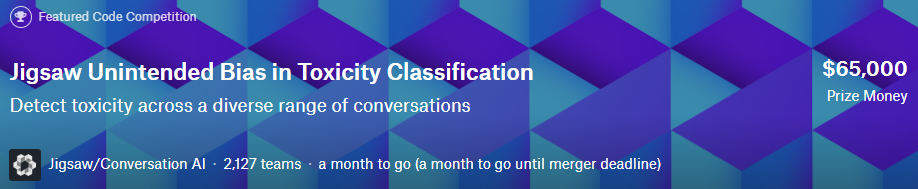 Featured Code Competition
Jigsaw Unintended Bias in Toxicity Classification
$65,000
Detect toxicity across a diverse range of conversations
Prize Money
Jigsaw/Conversation AI · 2,127 teams · a month to go (a month to go until merger deadline)